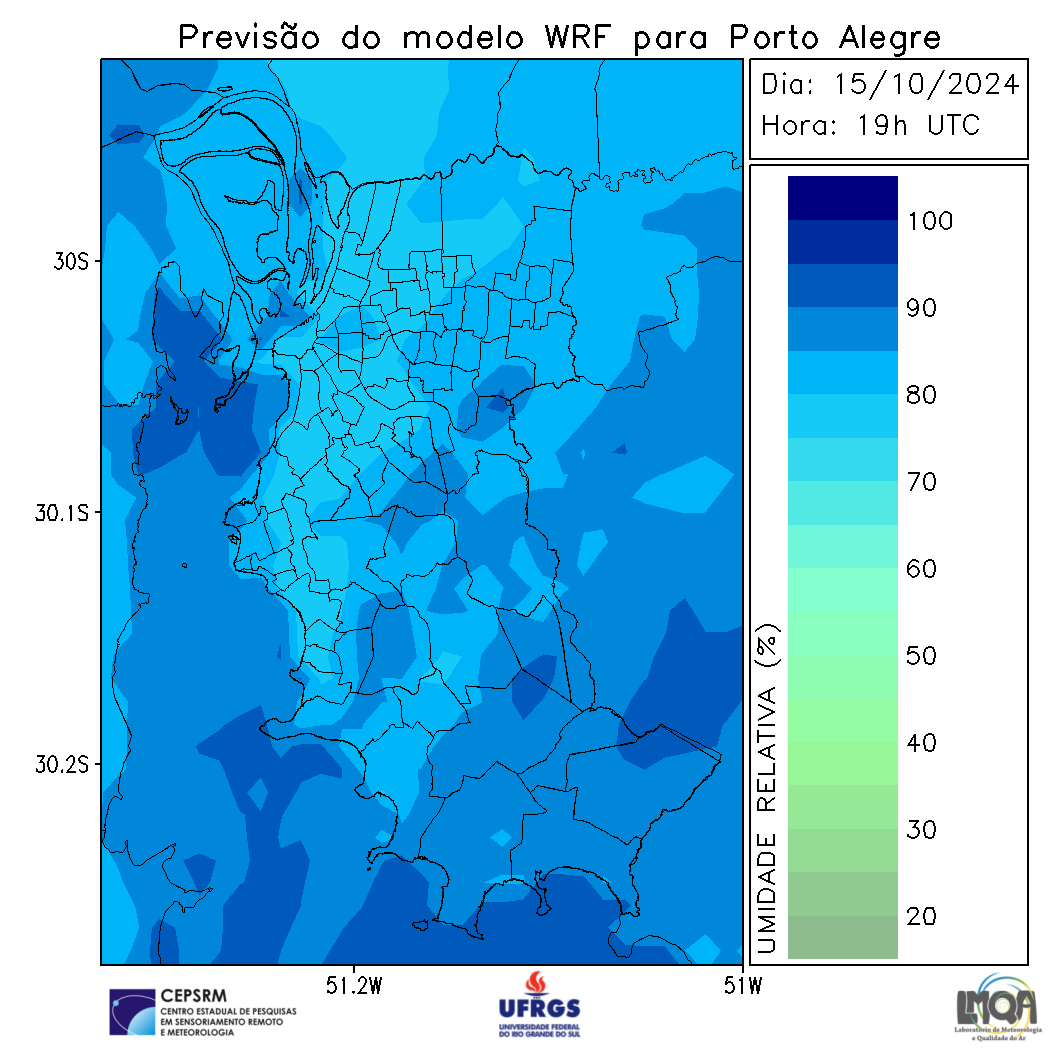 Previsão do modelo WRF para Porto Alegre
Dia: 15/10/2024
Hora: 19h UTC
30S
30.1S
30.2S
51.2W
51W
UMIDADE RELATIVA (%)
100
90
80
70
60
50
40
30
20
CEPSRM
CENTRO ESTADUAL DE PESQUISAS
EM SENSORIAMENTO REMOTO
E METEOROLOGIA
UFRGS
UNIVERSIDADE FEDERAL
DO RIO GRANDE DO SUL
LMQA
Laboratório de Meteorologia
e Qualidade do Ar